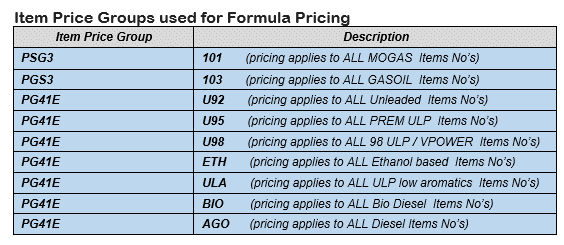 Item Price Groups used for Formula Pricing
Item Price Group Description
PSG3 101 (pricing applies to ALL MOGAS Items No's)
PGS3 103 (pricing applies to ALL GASOIL Items No's)
PG41E U92 (pricing applies to ALL Unleaded Items No's)
PG41E U95 (pricing applies to ALL PREM ULP Items No's)
PG41E U98 (pricing applies to ALL 98 ULP / VPOWER Items No's)
PG41E ETH (pricing applies to ALL Ethanol based Items No's)
PG41E ULA (pricing applies to ALL ULP low aromatics Items No's)
PG41E BIO (pricing applies to ALL Bio Diesel Items No's)
PG41E AGO (pricing applies to ALL Diesel Items No's)